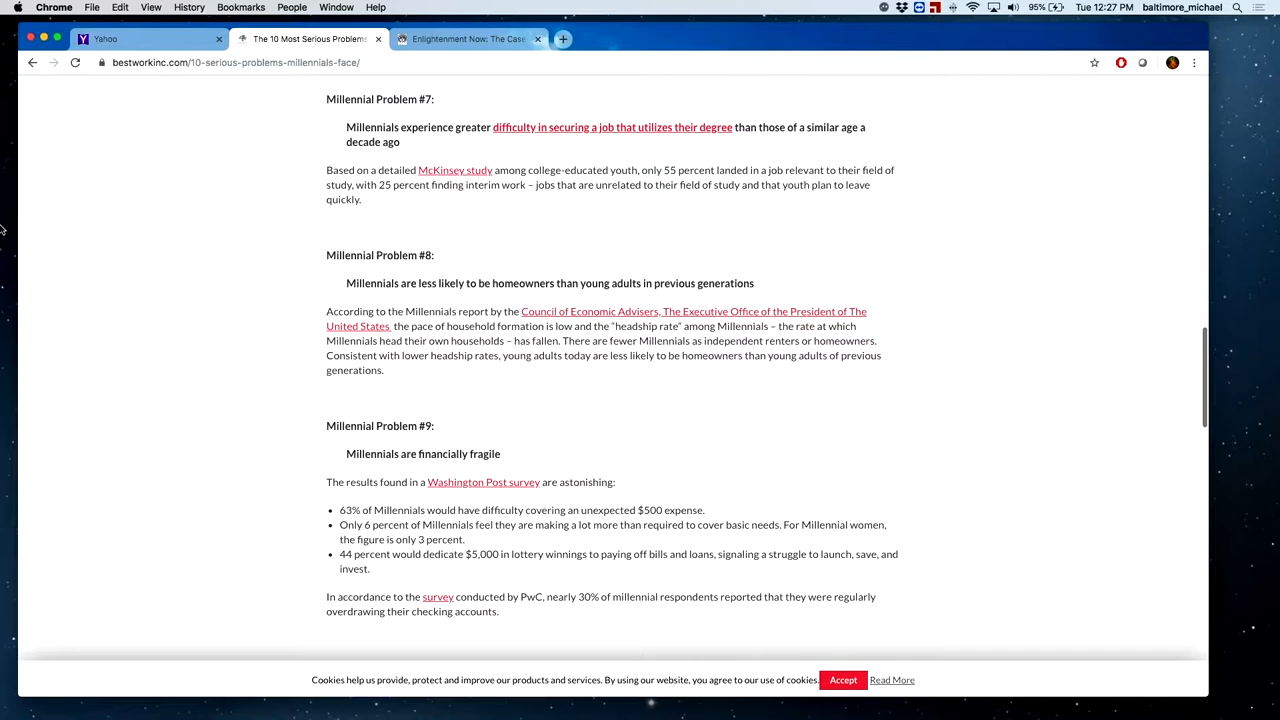 Chrome File Edit View History Bookmarks People Window Help 95% Tue 12:27 PM baltimore_michael
Yahoo The 10 Most Serious Problems Enlightenment Now: The Case
bestworkinc.com/10-serious-problems-millennials-face/
Millennial Problem #7:
Millennials experience greater difficulty in securing a job that utilizes their degree than those of a similar age a
decade ago
Based on a detailed McKinsey study among college-educated youth, only 55 percent landed in a job relevant to their field of
study, with 25 percent finding interim work – jobs that are unrelated to their field of study and that youth plan to leave
quickly.
Millennial Problem #8:
Millennials are less likely to be homeowners than young adults in previous generations
According to the Millennials report by the Council of Economic Advisers, The Executive Office of the President of The
United States the pace of household formation is low and the “headship rate” among Millennials – the rate at which
Millennials head their own households – has fallen. There are fewer Millennials as independent renters or homeowners.
Consistent with lower headship rates, young adults today are less likely to be homeowners than young adults of previous
generations.
Millennial Problem #9:
Millennials are financially fragile
The results found in a Washington Post survey are astonishing:
• 63% of Millennials would have difficulty covering an unexpected $500 expense.
• Only 6 percent of Millennials feel they are making a lot more than required to cover basic needs. For Millennial women,
the figure is only 3 percent.
• 44 percent would dedicate $5,000 in lottery winnings to paying off bills and loans, signaling a struggle to launch, save, and
invest.
In accordance to the survey conducted by PwC, nearly 30% of millennial respondents reported that they were regularly
overdrawing their checking accounts.
Cookies help us provide, protect and improve our products and services. By using our website, you agree to our use of cookies. Accept Read More